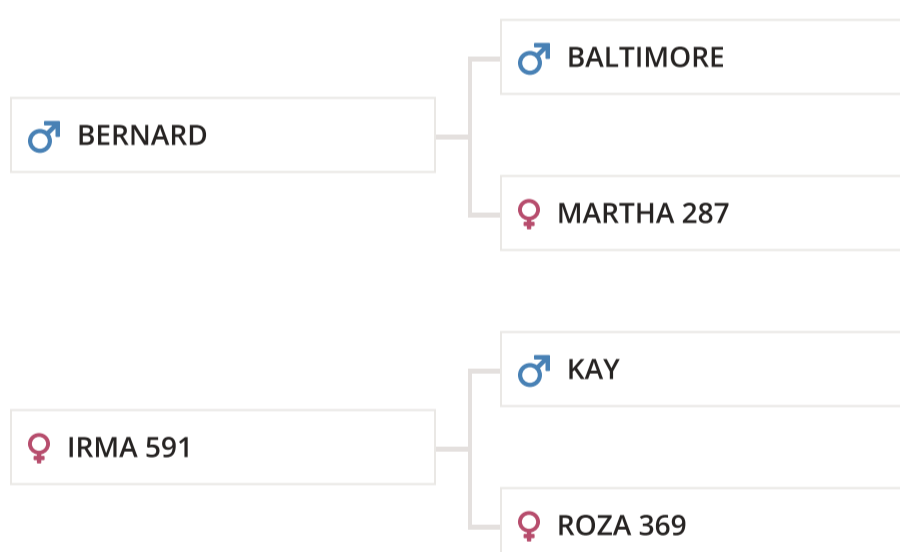 BALTIMORE
BERNARD
MARTHA 287
KAY
IRMA 591
ROZA 369